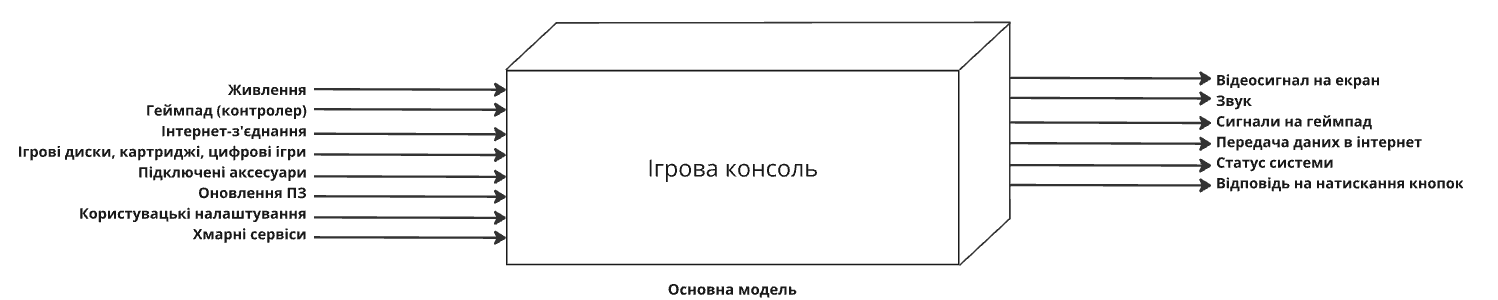 Живлення
Геймпад (контролер)
Інтернет-з'єднання
Ігрові диски, картриджі, цифрові ігри
Підключені аксесуари
Оновлення ПЗ
Користувацькі налаштування
Хмарні сервіси
Ігрова консоль
Відеосигнал на екран
Звук
Сигнали на геймпад
Передача даних в інтернет
Статус системи
Відповідь на натискання кнопок
Основна модель